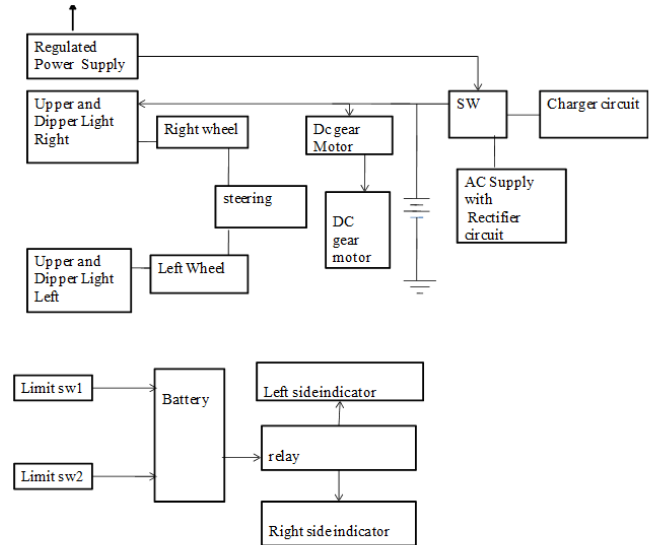 Regulated
Power Supply
Upper and
Dipper Light
Right
Right wheel
Dc gear
Motor
SW
Charger circuit
steering
DC
gear
motor
AC Supply
with
Rectifier
circuit
Upper and
Dipper Light
Left
Left Wheel
Limit sw1
Battery
Left sideindicator
relay
Limit sw2
Right side indicator